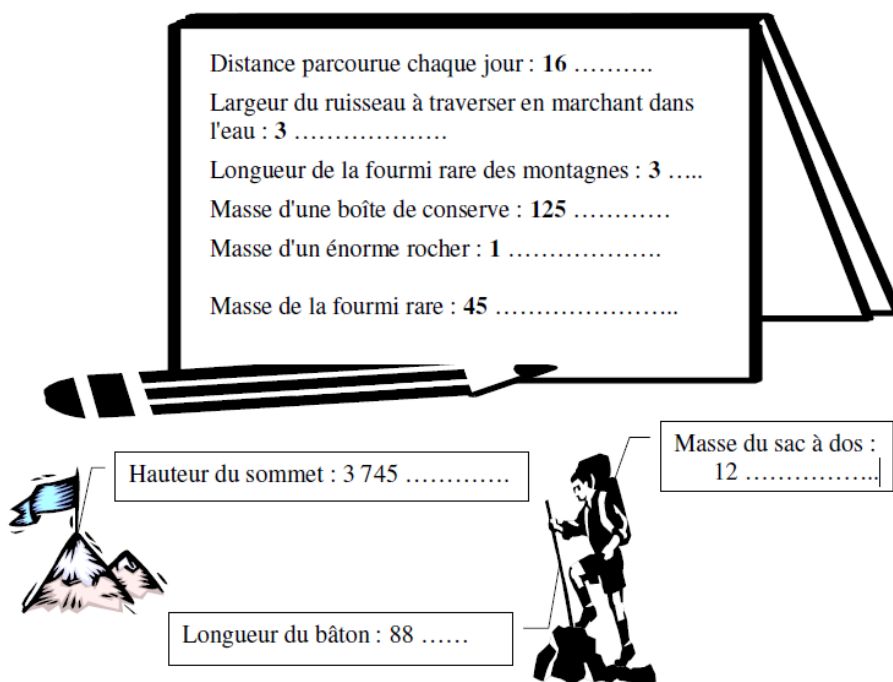 Distance parcourue chaque jour : 16 ……….
Largeur du ruisseau à traverser en marchant dans
l'eau : 3 …………………
Longueur de la fourmi rare des montagnes : 3 …..
Masse d'une boîte de conserve : 125 …………
Masse d'un énorme rocher : 1 ………………….
Masse de la fourmi rare : 45 …………………..
Masse du sac à dos :
12 ……………..
Hauteur du sommet : 3 745 ………….
Longueur du bâton : 88 ……